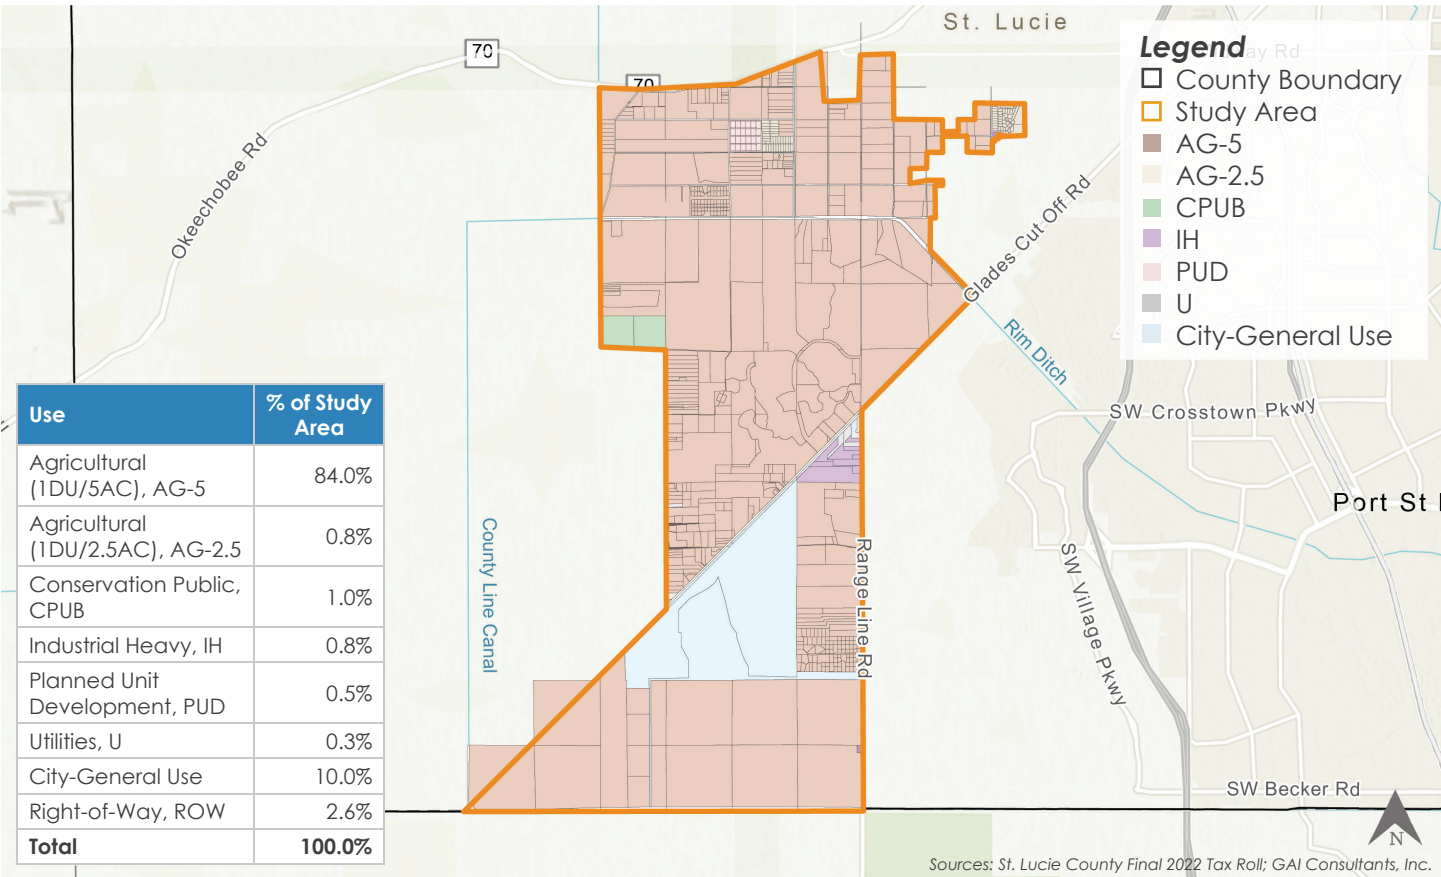 St. Lucie
70
70
Okeechobee Rd
Glades Cut Off Rd
Rim Ditch
SW Crosstown Pkwy
Port St
SW Village Pkwy
Range Line Rd
County Line Canal
SW Becker Rd
Legend
ay Rd
County Boundary
Study Area
AG-5
AG-2.5
CPUB
IH
PUD
U
City-General Use
Use
% of Study
Area
Agricultural
(1DU/5AC), AG-5
84.0%
Agricultural
(1DU/2.5AC), AG-2.5
0.8%
Conservation Public,
CPUB
1.0%
Industrial Heavy, IH
0.8%
Planned Unit
Development, PUD
0.5%
Utilities, U
0.3%
City-General Use
10.0%
Right-of-Way, ROW
2.6%
Total
100.0%
N
Sources: St. Lucie County Final 2022 Tax Roll; GAI Consultants, Inc.